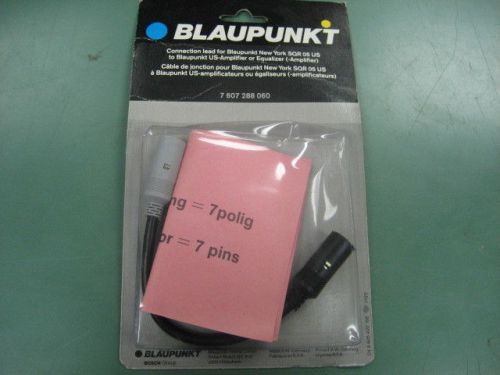 BLAUPUNKT
Connection lead for Blaupunkt New York SQR 05 US
to Blaupunkt US-Amplifier or Equalizer (-Amplifier)
Câble de jonction pour Blaupunkt New York SQR 05 US
à Blaupunkt US-amplificateurs ou égaliseurs (-amplificateurs)
7 607 288 060
ng = 7polig
or = 7 pins
BLAUPUNKT
BOSCH Group